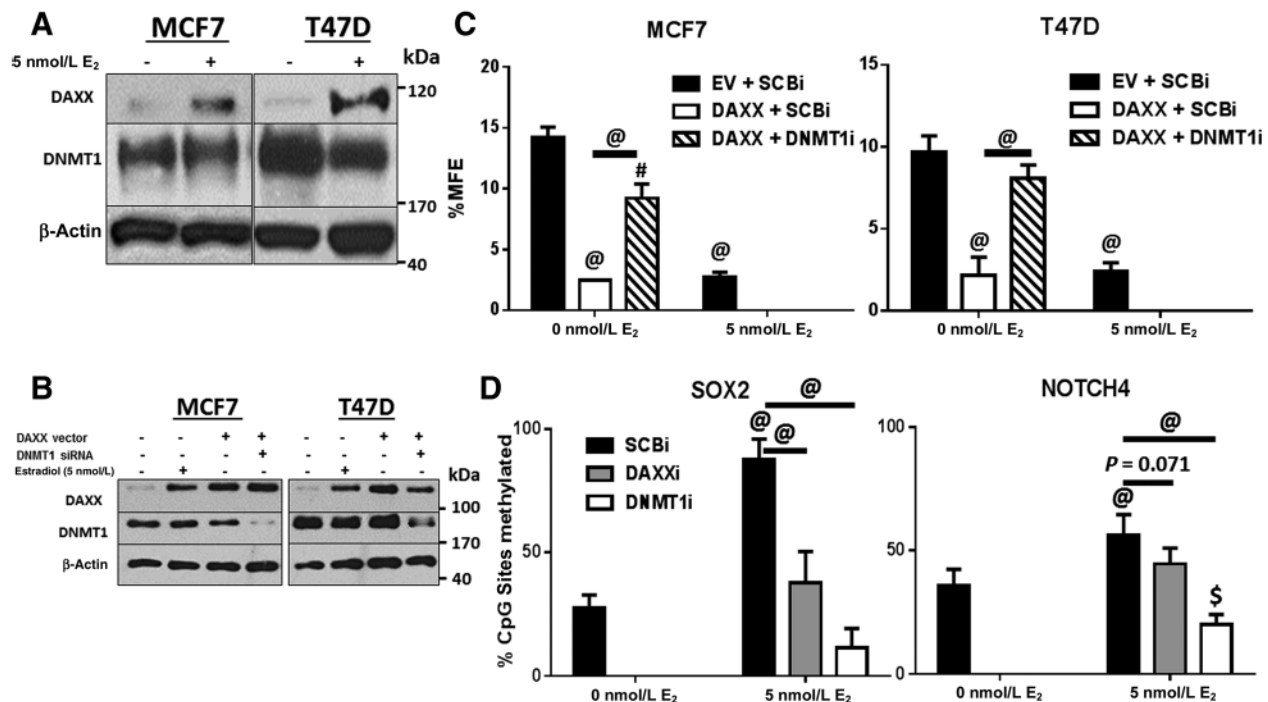 A
MCF7 T47D
5 nmol/L E2 - + - + kDa
DAXX 120
DNMT1
170
β-Actin
40
B
MCF7 T47D
DAXX vector - - + + - - + +
DNMT1 siRNA - - - + - - - +
Estradiol (5 nmol/L) - + - - - + - - kDa
DAXX
100
DNMT1
170
β-Actin
40
C
MCF7
%MFE
20
15
10
5
0
EV + SCBi
DAXX + SCBi
DAXX + DNMT1i
@
#
@
@
0 nmol/L E2 5 nmol/L E2
T47D
15
10
5
0
EV + SCBi
DAXX + SCBi
DAXX + DNMT1i
@
@
@
0 nmol/L E2 5 nmol/L E2
D
SOX2
% CpG Sites methylated
100
50
0
SCBi
DAXXi
DNMT1i
@
@
@
0 nmol/L E2 5 nmol/L E2
NOTCH4
100
50
0
@
P = 0.071
@
$
0 nmol/L E2 5 nmol/L E2